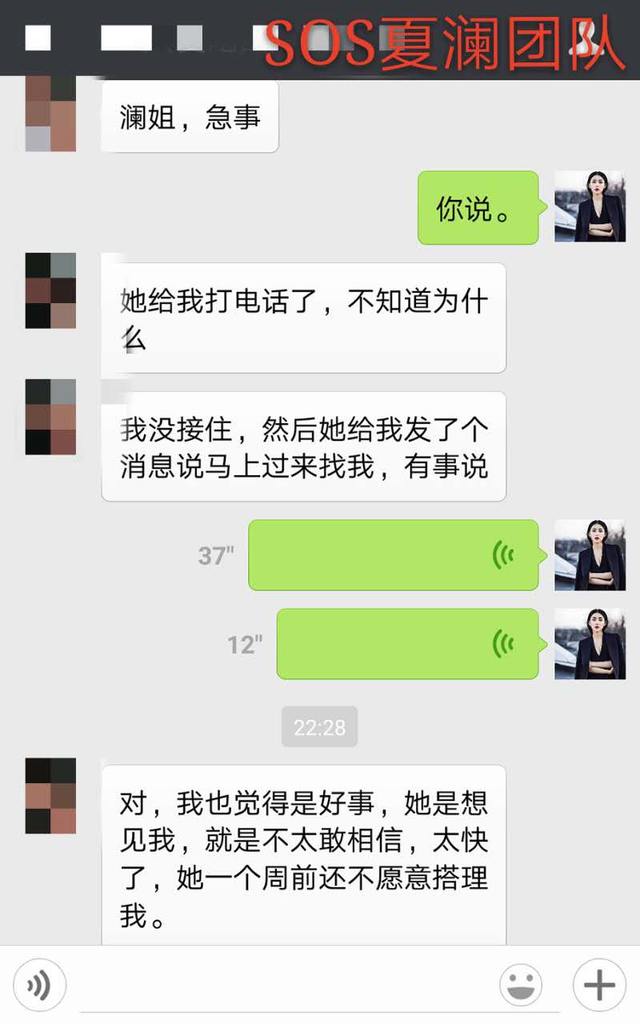 SOS夏澜团队
澜姐，急事
你说。
她给我打电话了，不知道为什
么
我没接住，然后她给我发了个
消息说马上过来找我，有事说
37"
12"
22:28
对，我也觉得是好事，她是想
见我，就是不太敢相信，太快
了，她一个周前还不愿意搭理
我。